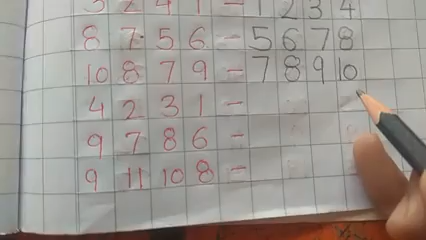 3 2 4 1 - 1 2 3 4
8 7 5 6 - 5 6 7 8
10 8 7 9 - 7 8 9 10
4 2 3 1 -
9 7 8 6 -
9 11 10 8 -